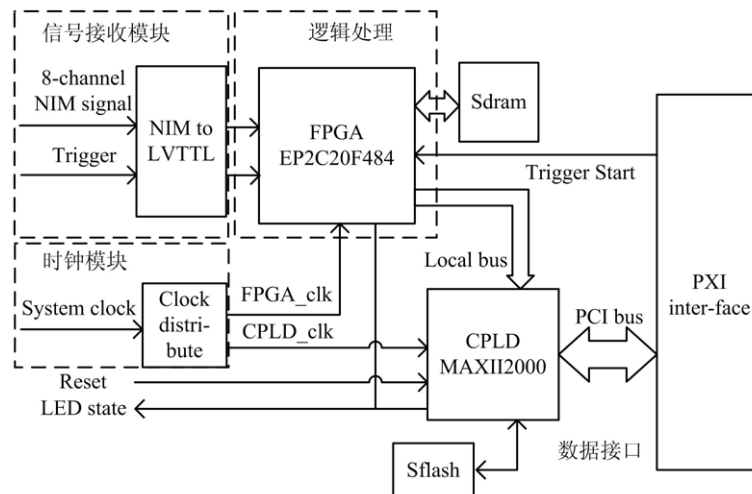 信号接收模块
逻辑处理
8-channel
NIM signal
NIM to
LVTTL
Trigger
FPGA
EP2C20F484
Sdram
Trigger Start
时钟模块
System clock
Clock
distri-
bute
FPGA_clk
CPLD_clk
Local bus
CPLD
MAXII2000
PCI bus
PXI
inter-face
Reset
LED state
Sflash
数据接口